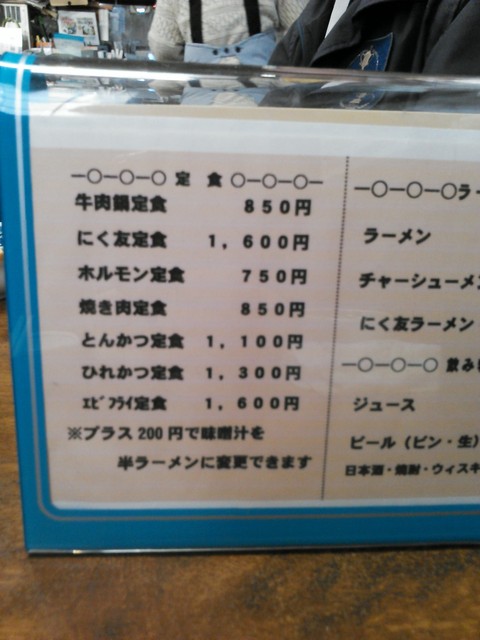 —○—○—○ 定 食 ○—○—○—
牛肉鍋定食 850円
にく友定食 1,600円
ホルモン定食 750円
焼き肉定食 850円
とんかつ定食 1,100円
ひれかつ定食 1,300円
エビフライ定食 1,600円
※プラス200円で味噌汁を
半ラーメンに変更できます
—○—○—○ラー
ラーメン
チャーシューメン
にく友ラーメン
—○—○—○ 飲み
ジュース
ビール(ビン・生)
日本酒・焼酎・ウィスキ